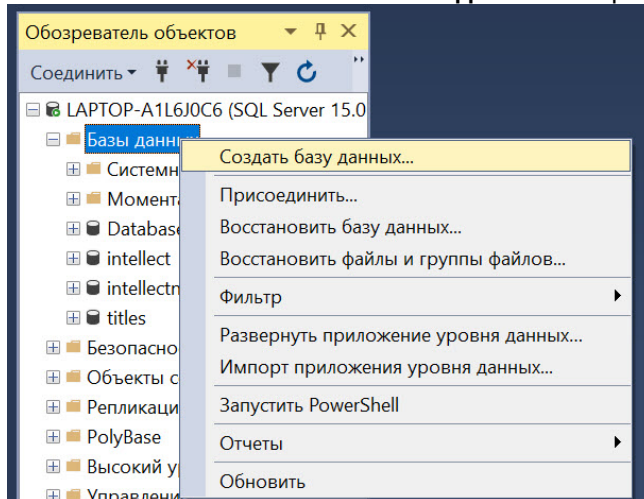 Обозреватель объектов
Соединить
LAPTOP-A1L6J0C6 (SQL Server 15.0
Базы данн
Создать базу данных...
Системн
Присоединить...
Момента
Восстановить базу данных...
Database
Восстановить файлы и группы файлов...
intellect
Фильтр
intellectn
titles
Развернуть приложение уровня данных...
Безопасно
Импорт приложения уровня данных...
Объекты с
Запустить PowerShell
Репликаци
Отчеты
PolyBase
Высокий у
Обновить
Управлени